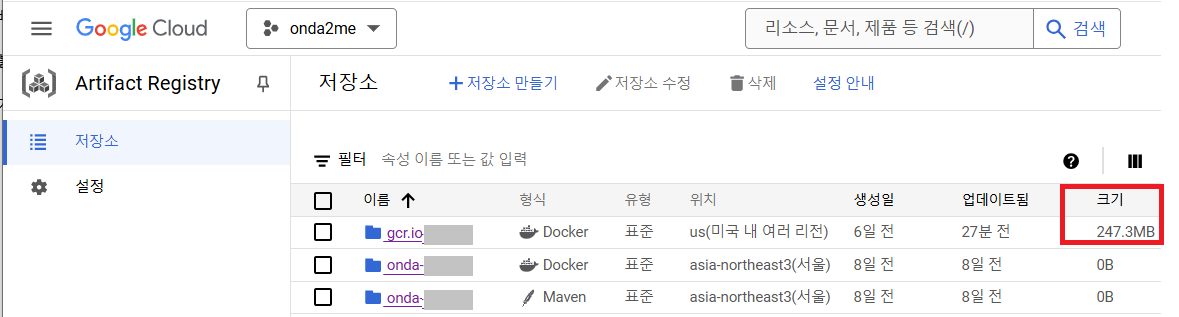 Google Cloud onda2me 리소스, 문서, 제품 등 검색(/) 검색
Artifact Registry 저장소 저장소 만들기 저장소 수정 삭제 설정 안내
저장소
필터 속성 이름 또는 값 입력
설정
이름 형식 유형 위치 생성일 업데이트됨 크기
gcr.io Docker 표준 us(미국 내 여러 리전) 6일 전 27분 전 247.3MB
onda- Docker 표준 asia-northeast3(서울) 8일 전 8일 전 0B
onda- Maven 표준 asia-northeast3(서울) 8일 전 8일 전 0B